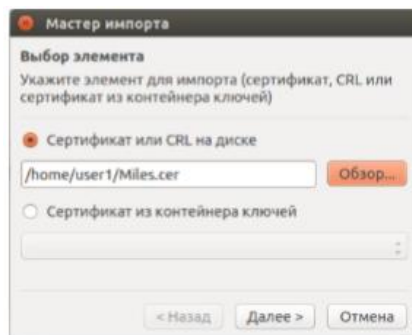 Мастер импорта
Выбор элемента
Укажите элемент для импорта (сертификат, CRL или
сертификат из контейнера ключей)
Сертификат или CRL на диске
/home/user1/Miles.cer
Обзор...
Сертификат из контейнера ключей
< Назад
Далее >
Отмена